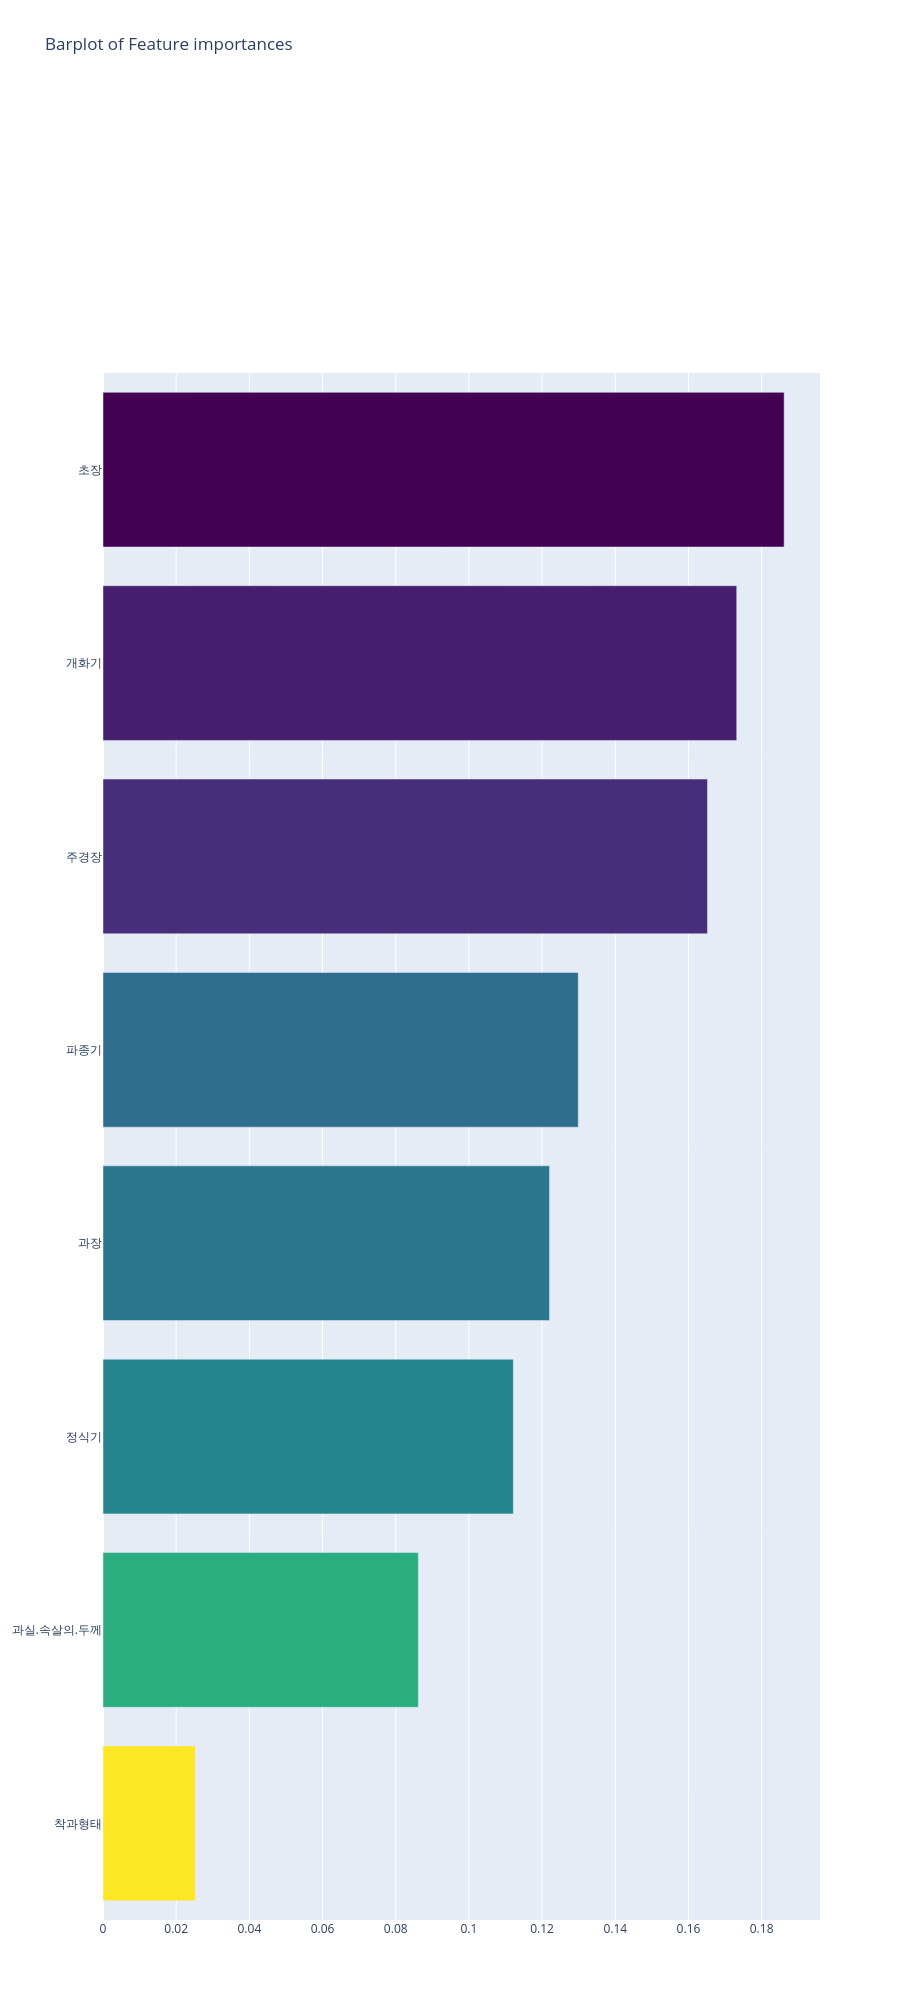 Barplot of Feature importances
초장
개화기
주경장
파종기
과장
정식기
과실.속살의.두께
착과형태
0 0.02 0.04 0.06 0.08 0.1 0.12 0.14 0.16 0.18